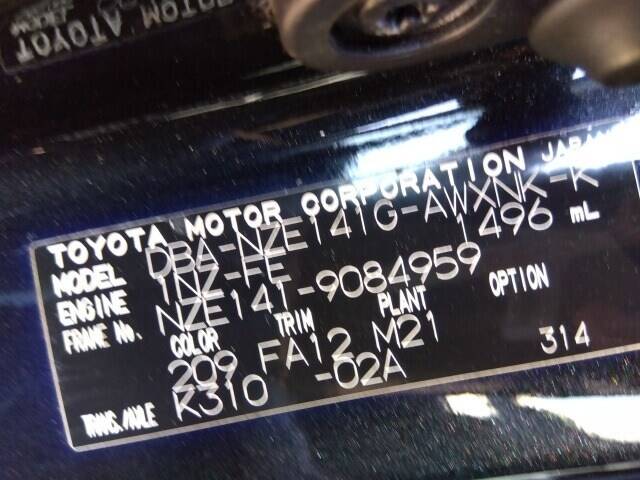 TOYOTA MOTOR CORPORATION JAPAN
MODEL DBA-NZE141G-AWXNK-K
ENGINE 1NZ-FE 1496 mL
FRAME No. NZE141-9084959
COLOR TRIM PLANT OPTION
209 FA12 M21 314
TRANS./AXLE K310 -02A